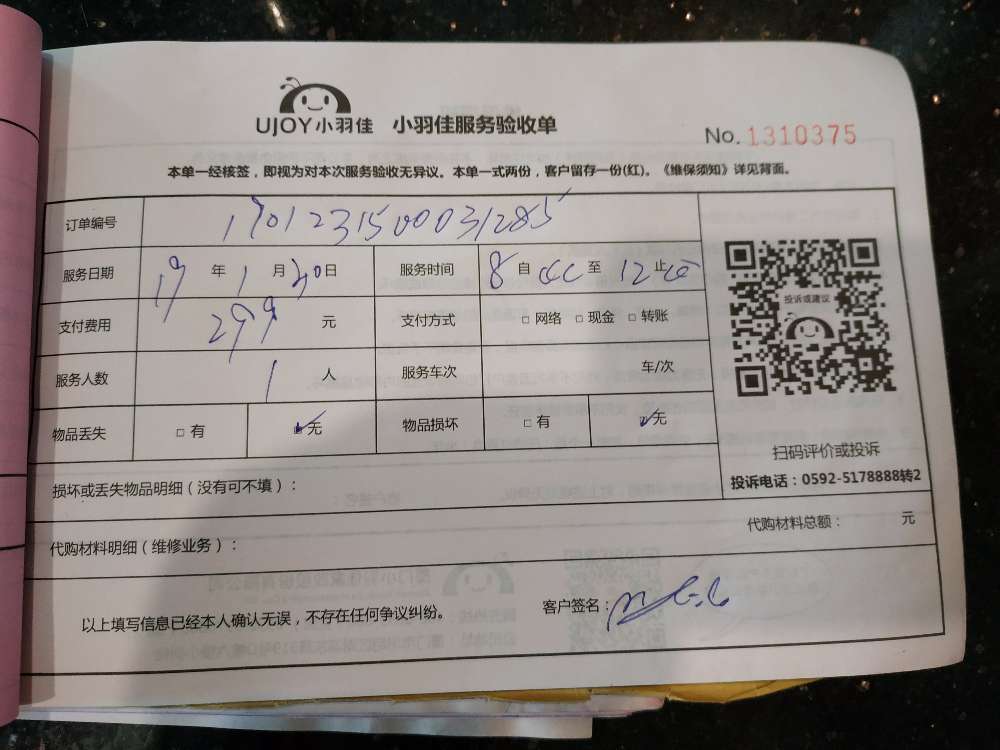 UJOY小羽佳 小羽佳服务验收单
No. 1310375
本单一经核签，即视为对本次服务验收无异议。本单一式两份，客户留存一份(红)。《维保须知》详见背面。
订单编号 1701231500031285
服务日期 19 年 1 月 30 日 服务时间 8 自 至 12 止
支付费用 299 元 支付方式 □ 网络 □ 现金 □ 转账
服务人数 1 人 服务车次 车/次
物品丢失 □ 有 ☑ 无 物品损坏 □ 有 ☑ 无
投诉或建议
扫码评价或投诉
投诉电话：0592-5178888转2
损坏或丢失物品明细（没有可不填）：
代购材料明细（维修业务）： 代购材料总额： 元
以上填写信息已经本人确认无误，不存在任何争议纠纷。 客户签名：